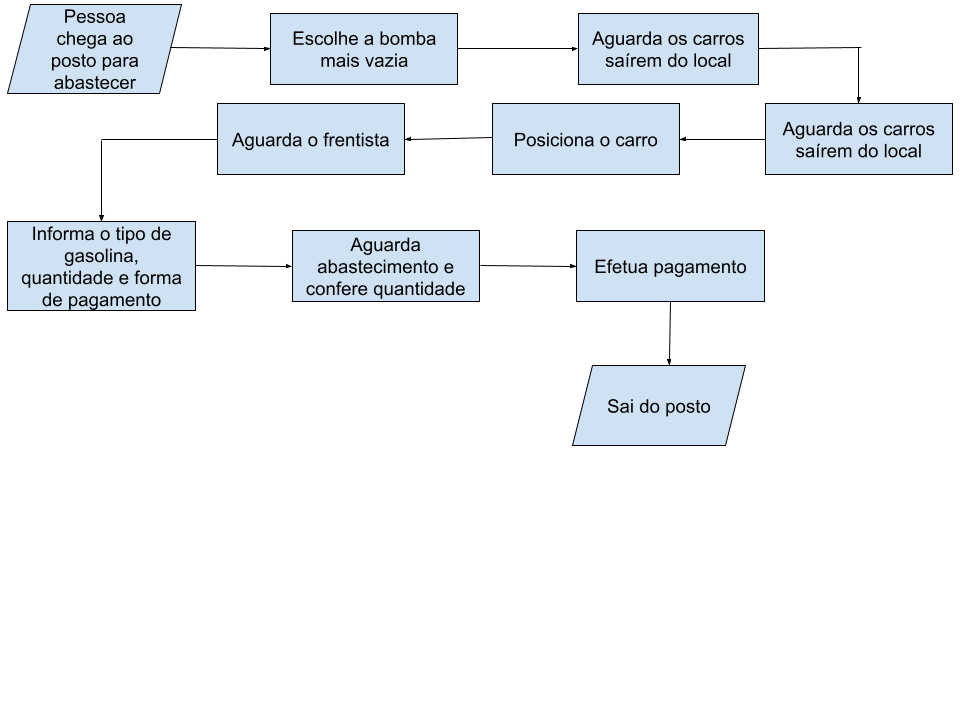 Pessoa
chega ao
posto para
abastecer
Escolhe a bomba
mais vazia
Aguarda os carros
saírem do local
Aguarda os carros
saírem do local
Posiciona o carro
Aguarda o frentista
Informa o tipo de
gasolina,
quantidade e forma
de pagamento
Aguarda
abastecimento e
confere quantidade
Efetua pagamento
Sai do posto